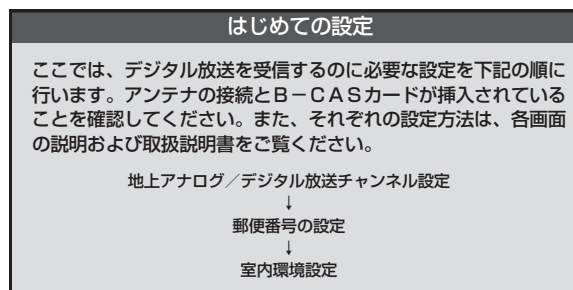 はじめての設定
ここでは、デジタル放送を受信するのに必要な設定を下記の順に
行います。アンテナの接続とB-CASカードが挿入されている
ことを確認してください。また、それぞれの設定方法は、各画面
の説明および取扱説明書をご覧ください。
地上アナログ/デジタル放送チャンネル設定
↓
郵便番号の設定
↓
室内環境設定